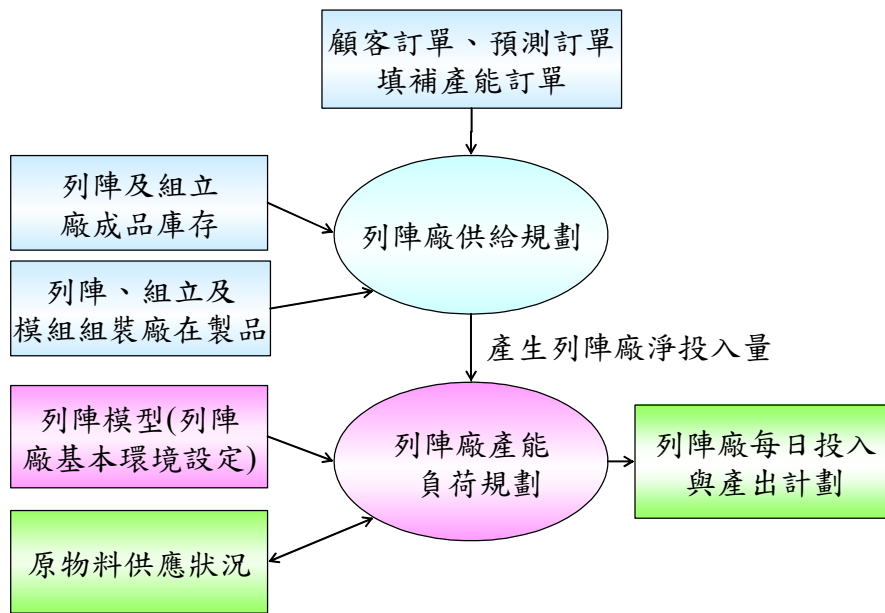 顧客訂單、預測訂單
填補產能訂單
列陣及組立
廠成品庫存
列陣廠供給規劃
列陣、組立及
模組組裝廠在製品
產生列陣廠淨投入量
列陣模型(列陣
廠基本環境設定)
列陣廠產能
負荷規劃
列陣廠每日投入
與產出計劃
原物料供應狀況